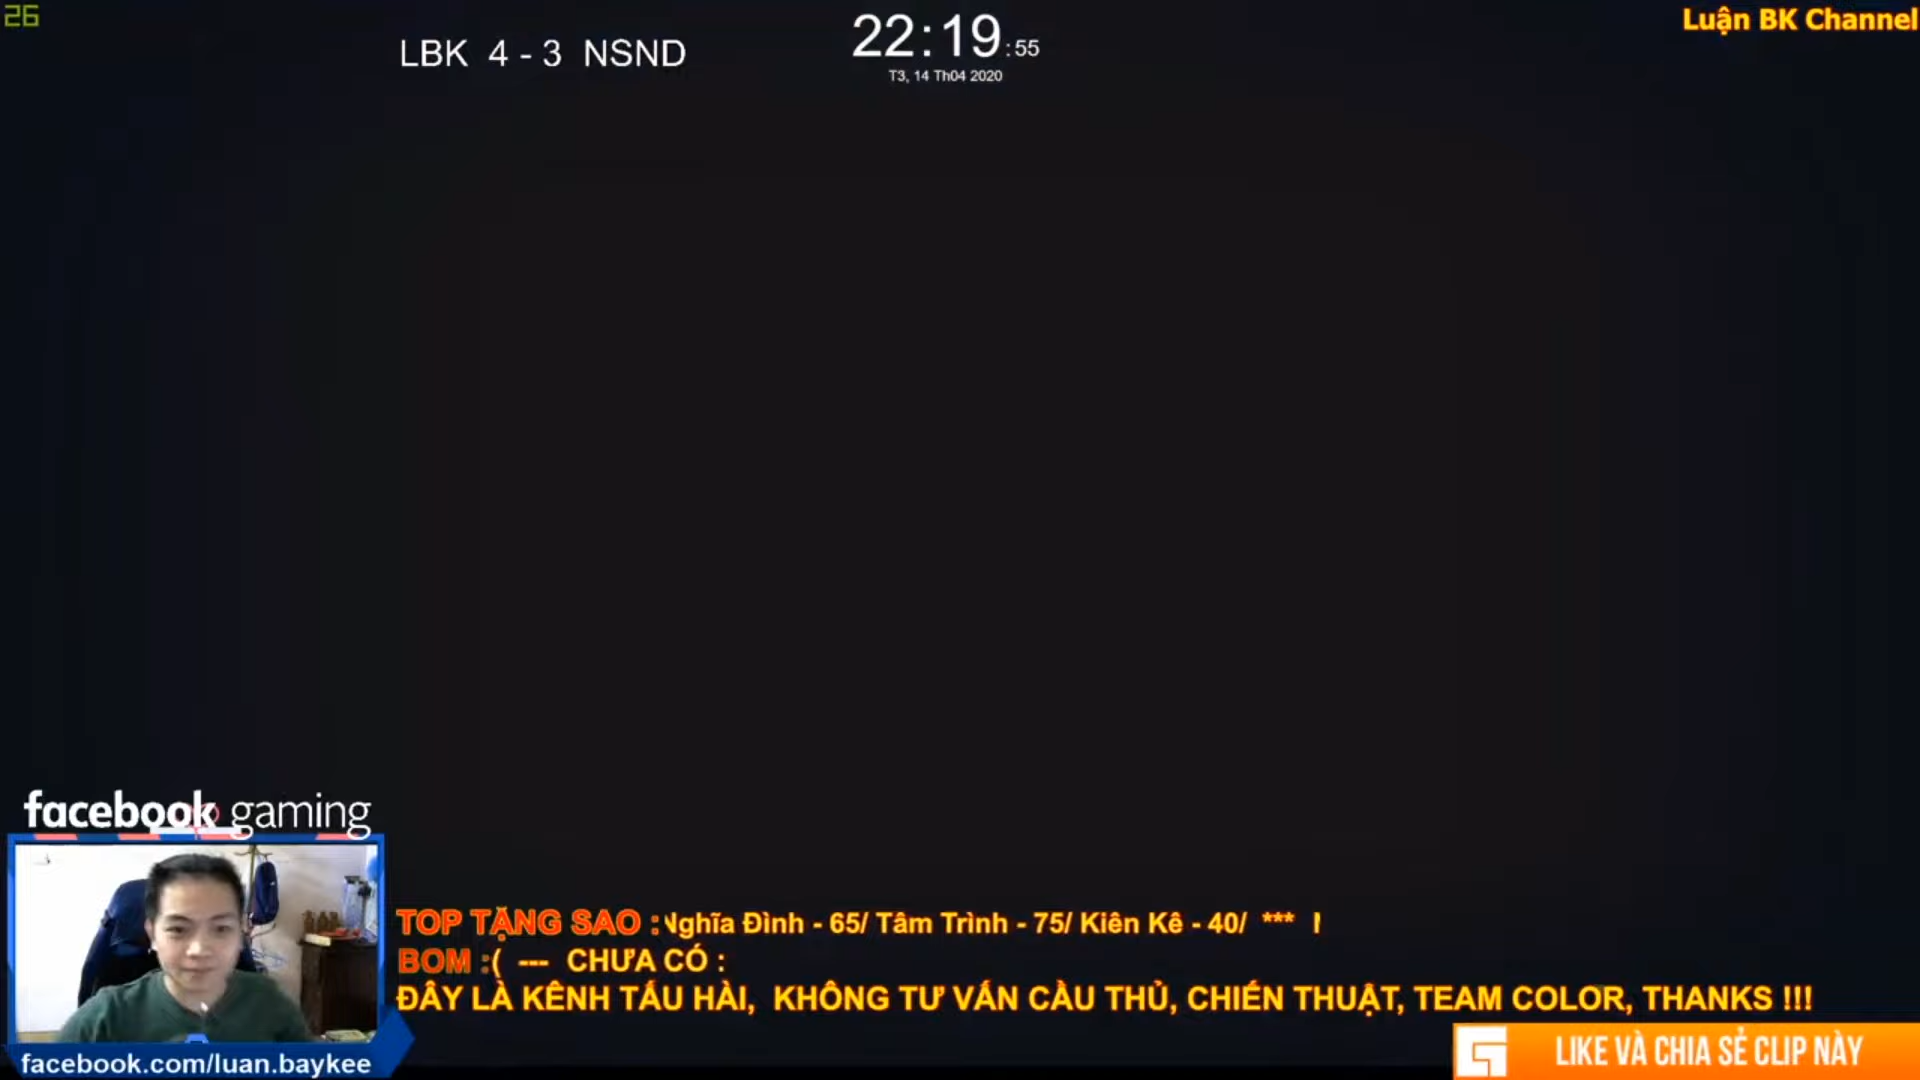 26
LBK 4 - 3 NSND
22:19:55
T3, 14 Th04 2020
Luận BK Channel
facebook gaming
TOP TẶNG SAO : Nghĩa Đình - 65/ Tâm Trình - 75/ Kiên Kê - 40/ ***
BOM :( --- CHƯA CÓ :
ĐÂY LÀ KÊNH TẤU HÀI, KHÔNG TƯ VẤN CẦU THỦ, CHIẾN THUẬT, TEAM COLOR, THANKS !!!
facebook.com/luan.baykee
LIKE VÀ CHIA SẺ CLIP NÀY